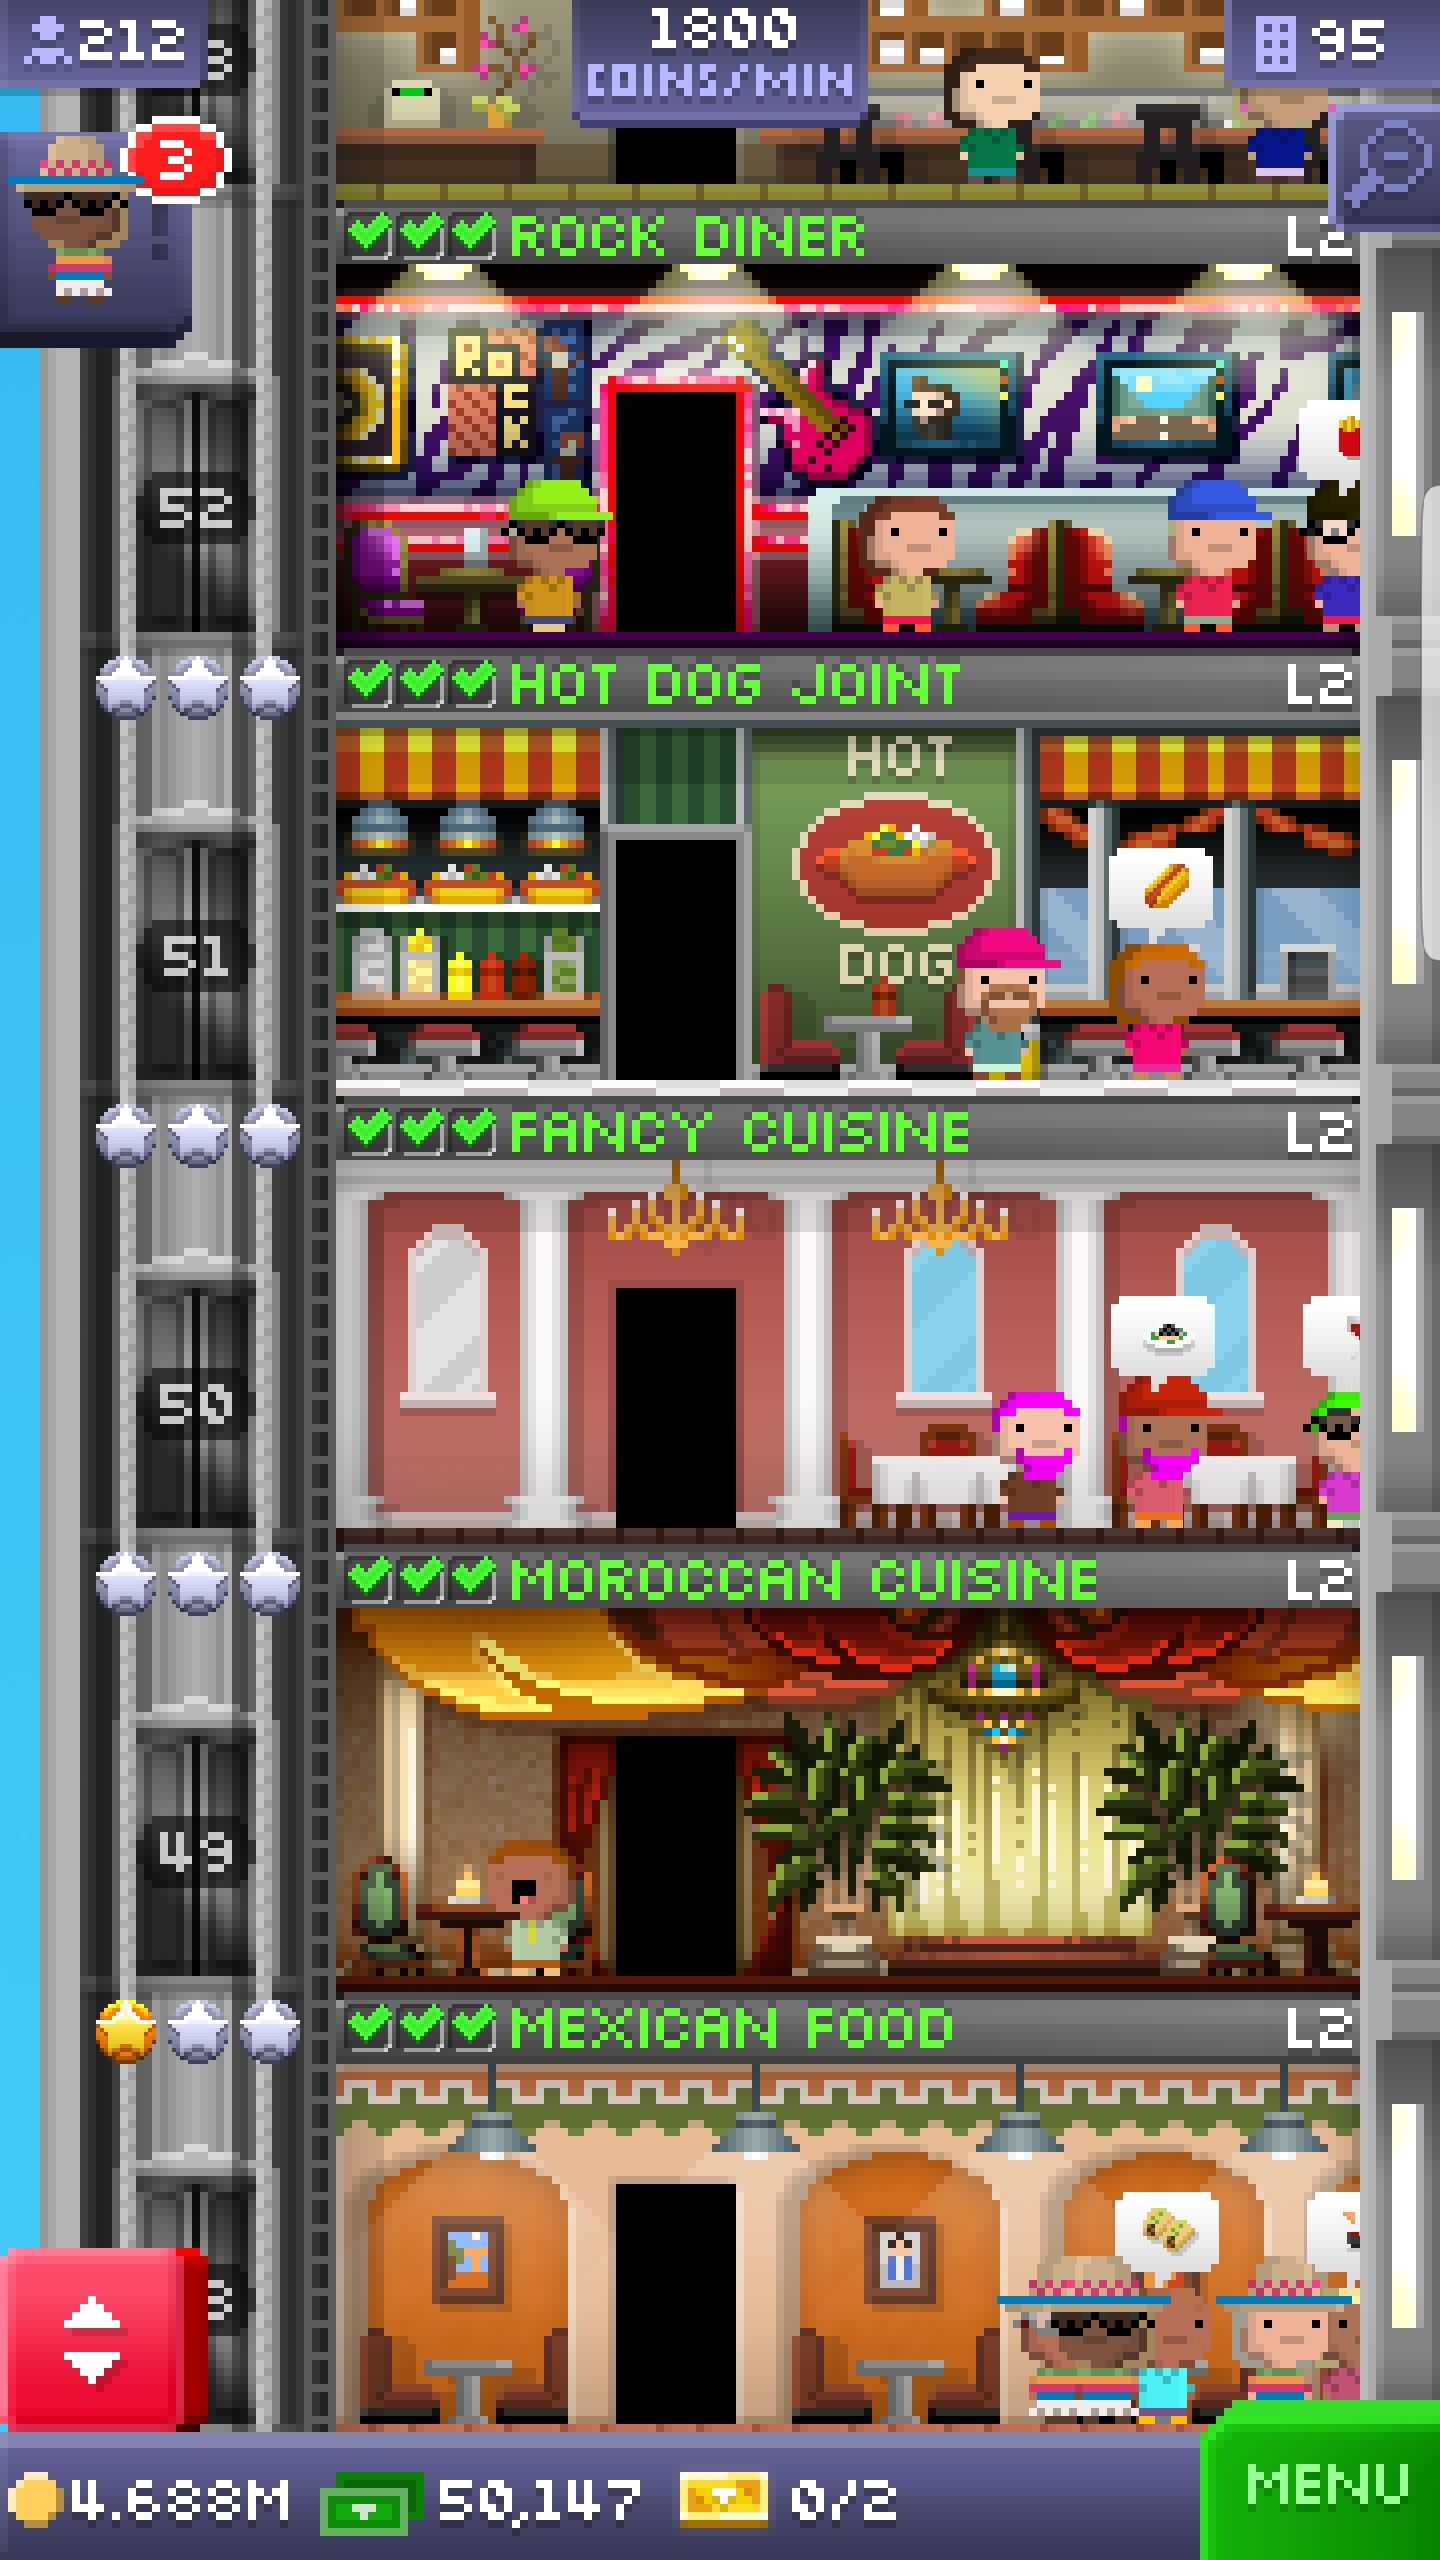 212
1800
COINS/MIN
95
3
ROCK DINER L2
RO
CK
52
HOT DOG JOINT L2
HOT
DOG
51
FANCY CUISINE L2
50
MOROCCAN CUISINE L2
49
MEXICAN FOOD L2
4.688M 50,147 0/2
MENU